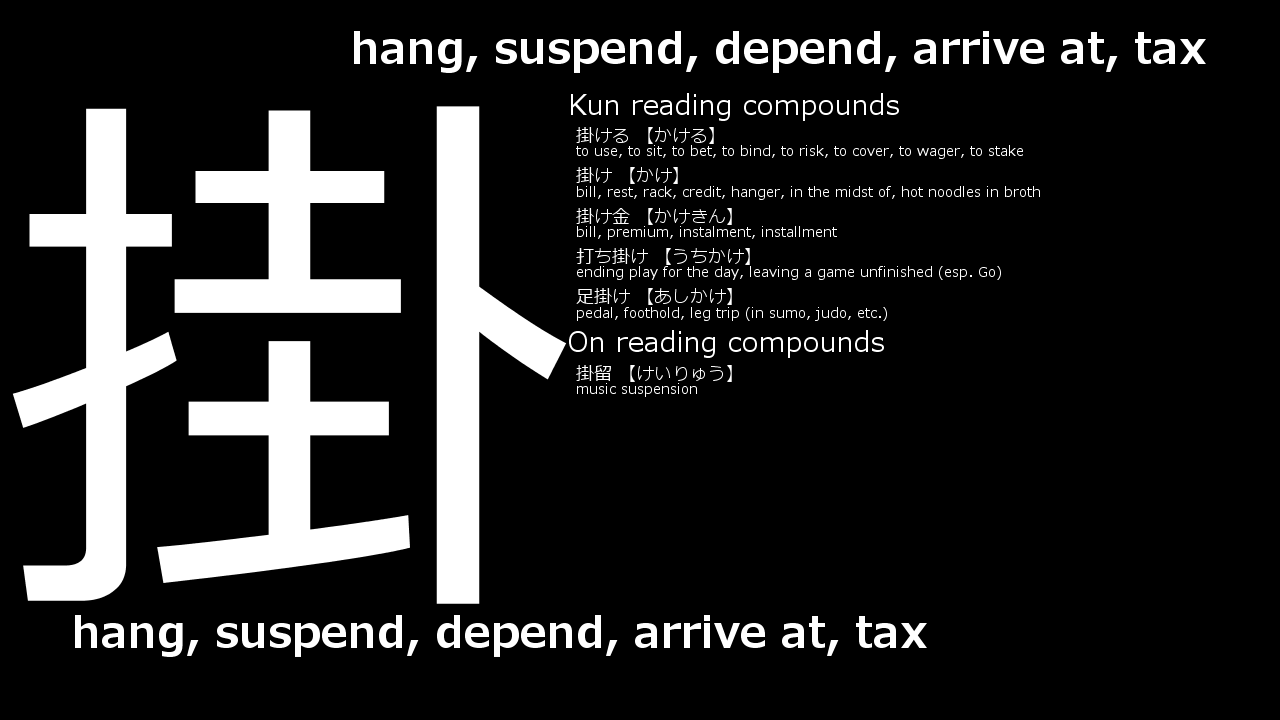 hang, suspend, depend, arrive at, tax
掛
Kun reading compounds
掛ける 【かける】
to use, to sit, to bet, to bind, to risk, to cover, to wager, to stake
掛け 【かけ】
bill, rest, rack, credit, hanger, in the midst of, hot noodles in broth
掛け金 【かけきん】
bill, premium, instalment, installment
打ち掛け 【うちかけ】
ending play for the day, leaving a game unfinished (esp. Go)
足掛け 【あしかけ】
pedal, foothold, leg trip (in sumo, judo, etc.)
On reading compounds
掛留 【けいりゅう】
music suspension
hang, suspend, depend, arrive at, tax